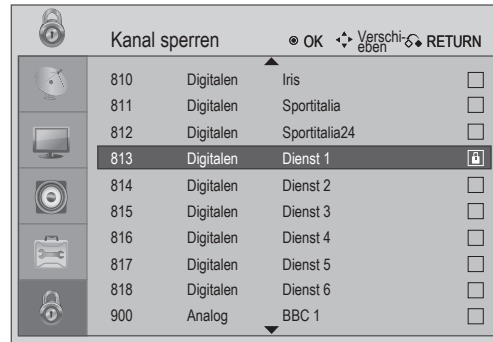 Kanal sperren OK Verschi-eben RETURN
810 Digitalen Iris
811 Digitalen Sportitalia
812 Digitalen Sportitalia24
813 Digitalen Dienst 1
814 Digitalen Dienst 2
815 Digitalen Dienst 3
816 Digitalen Dienst 4
817 Digitalen Dienst 5
818 Digitalen Dienst 6
900 Analog BBC 1